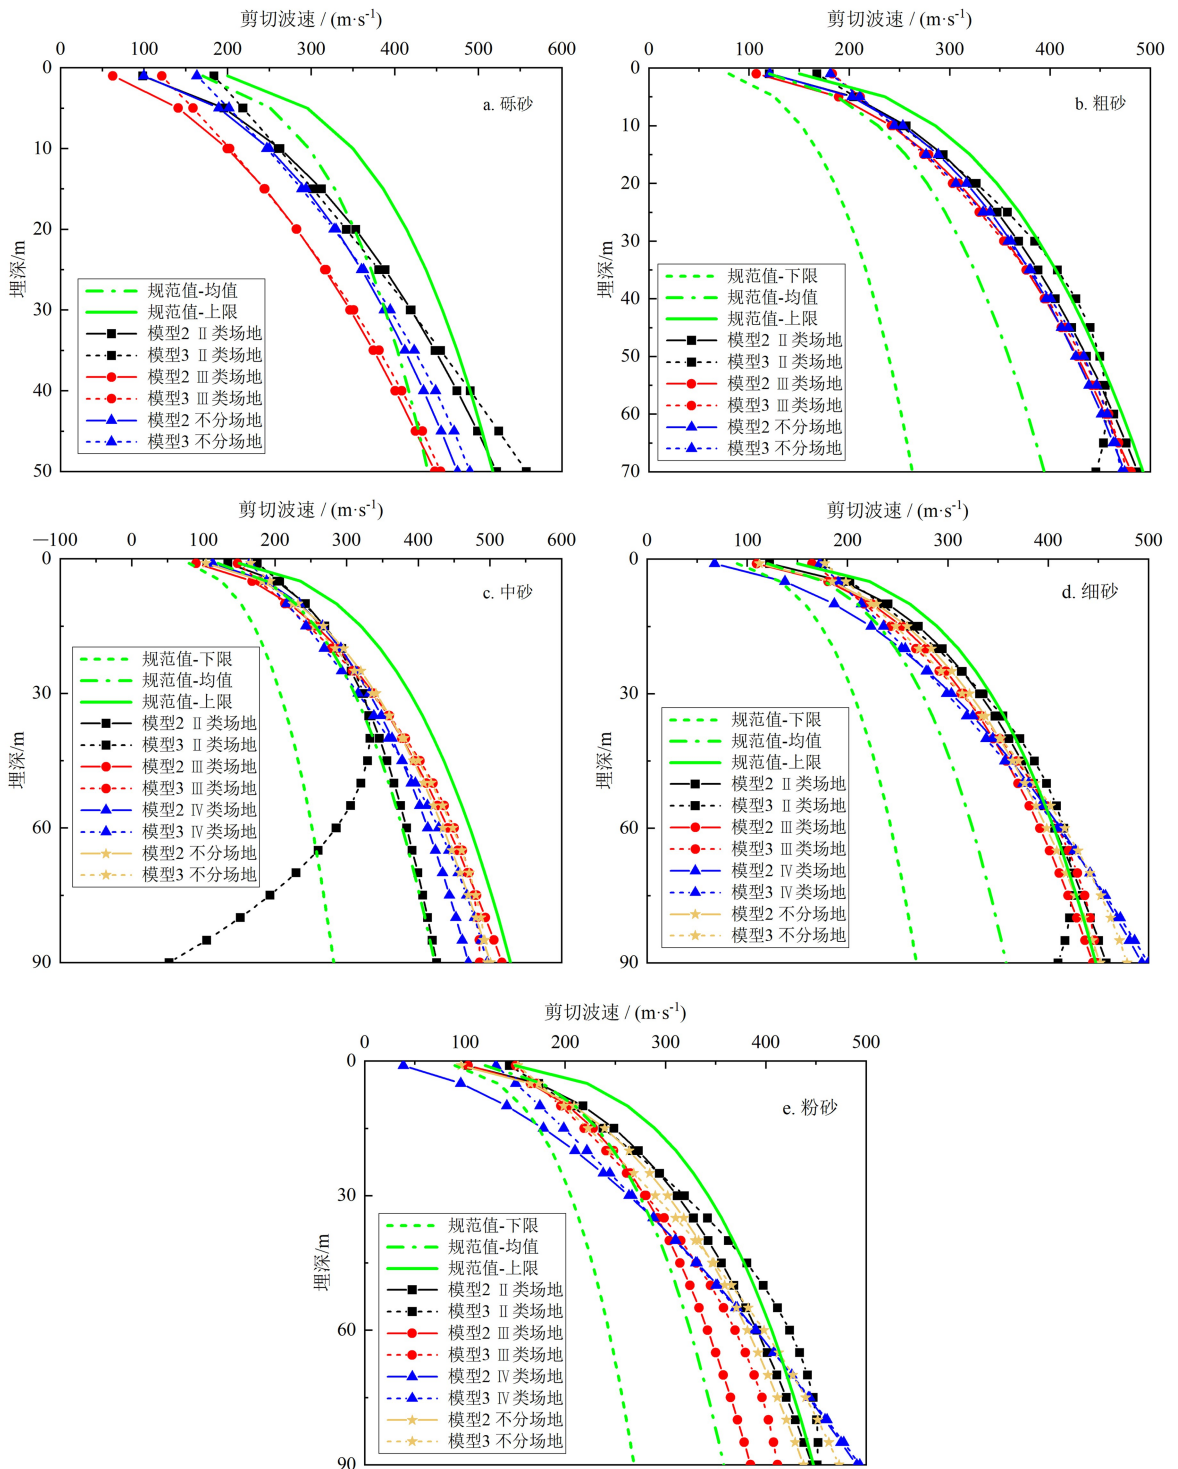 剪切波速 / (m·s⁻¹)
0 100 200 300 400 500 600
0
10
20
30
40
50
埋深/m
a. 砾砂
规范值-均值
规范值-上限
模型2 Ⅱ类场地
模型3 Ⅱ类场地
模型2 Ⅲ类场地
模型3 Ⅲ类场地
模型2 不分场地
模型3 不分场地
剪切波速 / (m·s⁻¹)
0 100 200 300 400 500
0
10
20
30
40
50
60
70
埋深/m
b. 粗砂
规范值-下限
规范值-均值
规范值-上限
模型2 Ⅱ类场地
模型3 Ⅱ类场地
模型2 Ⅲ类场地
模型3 Ⅲ类场地
模型2 不分场地
模型3 不分场地
剪切波速 / (m·s⁻¹)
—100 0 100 200 300 400 500 600
0
30
60
90
埋深/m
c. 中砂
规范值-下限
规范值-均值
规范值-上限
模型2 Ⅱ类场地
模型3 Ⅱ类场地
模型2 Ⅲ类场地
模型3 Ⅲ类场地
模型2 Ⅳ类场地
模型3 Ⅳ类场地
模型2 不分场地
模型3 不分场地
剪切波速 / (m·s⁻¹)
0 100 200 300 400 500
0
30
60
90
埋深/m
d. 细砂
规范值-下限
规范值-均值
规范值-上限
模型2 Ⅱ类场地
模型3 Ⅱ类场地
模型2 Ⅲ类场地
模型3 Ⅲ类场地
模型2 Ⅳ类场地
模型3 Ⅳ类场地
模型2 不分场地
模型3 不分场地
剪切波速 / (m·s⁻¹)
0 100 200 300 400 500
0
30
60
90
埋深/m
e. 粉砂
规范值-下限
规范值-均值
规范值-上限
模型2 Ⅱ类场地
模型3 Ⅱ类场地
模型2 Ⅲ类场地
模型3 Ⅲ类场地
模型2 Ⅳ类场地
模型3 Ⅳ类场地
模型2 不分场地
模型3 不分场地